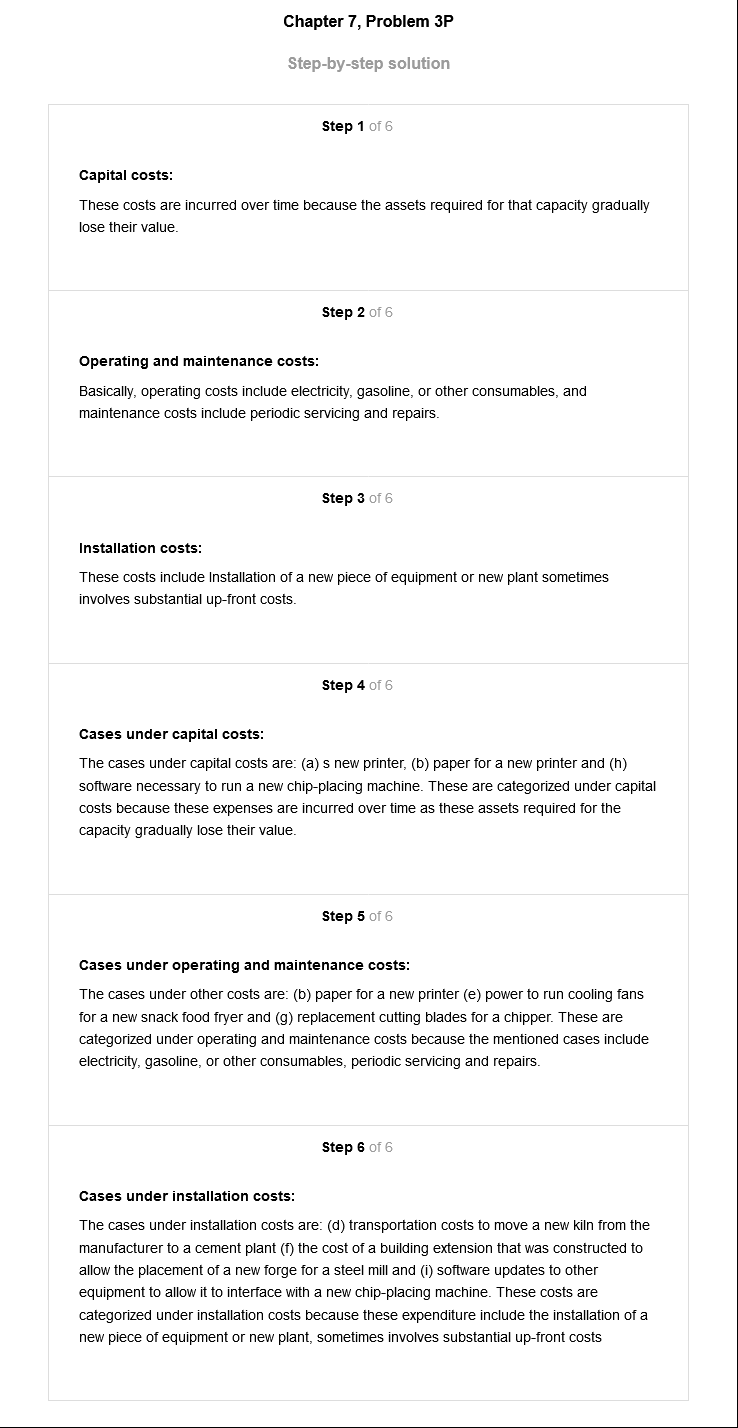 Chapter 7, Problem 3P
Step-by-step solution
Step 1 of 6
Capital costs:
These costs are incurred over time because the assets required for that capacity gradually
lose their value.
Step 2 of 6
Operating and maintenance costs:
Basically, operating costs include electricity, gasoline, or other consumables, and
maintenance costs include periodic servicing and repairs.
Step 3 of 6
Installation costs:
These costs include Installation of a new piece of equipment or new plant sometimes
involves substantial up-front costs.
Step 4 of 6
Cases under capital costs:
The cases under capital costs are: (a) s new printer, (b) paper for a new printer and (h)
software necessary to run a new chip-placing machine. These are categorized under capital
costs because these expenses are incurred over time as these assets required for the
capacity gradually lose their value.
Step 5 of 6
Cases under operating and maintenance costs:
The cases under other costs are: (b) paper for a new printer (e) power to run cooling fans
for a new snack food fryer and (g) replacement cutting blades for a chipper. These are
categorized under operating and maintenance costs because the mentioned cases include
electricity, gasoline, or other consumables, periodic servicing and repairs.
Step 6 of 6
Cases under installation costs:
The cases under installation costs are: (d) transportation costs to move a new kiln from the
manufacturer to a cement plant (f) the cost of a building extension that was constructed to
allow the placement of a new forge for a steel mill and (i) software updates to other
equipment to allow it to interface with a new chip-placing machine. These costs are
categorized under installation costs because these expenditure include the installation of a
new piece of equipment or new plant, sometimes involves substantial up-front costs